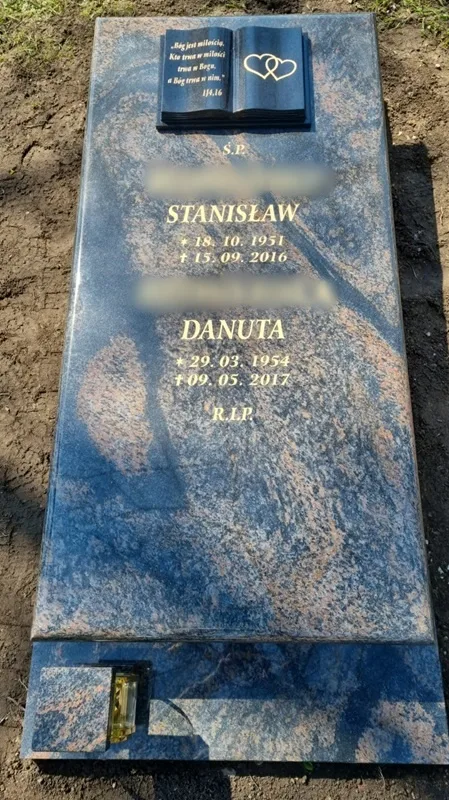 „Bóg jest miłością,
Kto trwa w miłości
trwa w Bogu,
a Bóg trwa w nim.”
1J4,16
Ś.P.
STANISŁAW
* 18. 10. 1951
† 15. 09. 2016
DANUTA
* 29. 03. 1954
† 09. 05. 2017
R.I.P.